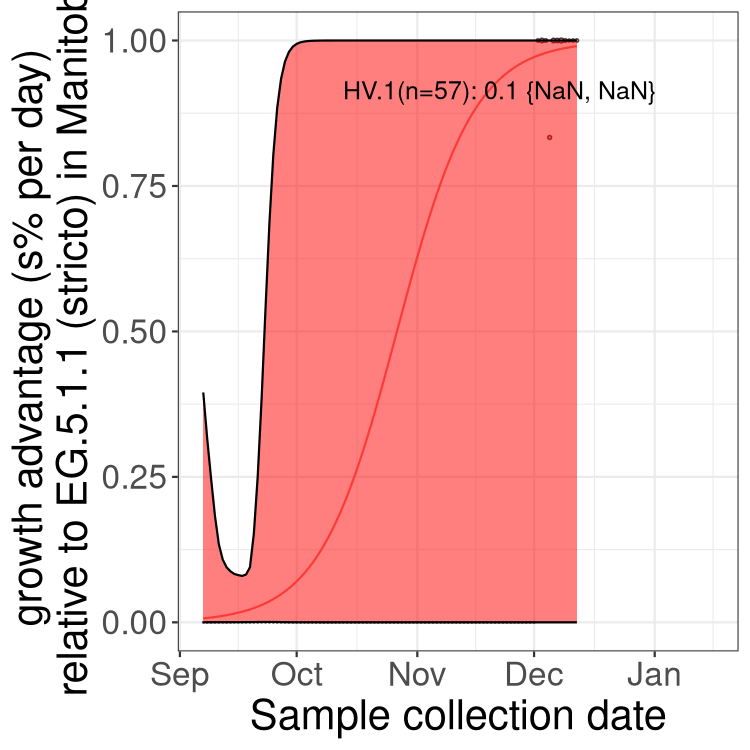 growth advantage (s% per day)
relative to EG.5.1.1 (stricto) in Manitob
1.00
0.75
0.50
0.25
0.00
HV.1(n=57): 0.1 {NaN, NaN}
Sep Oct Nov Dec Jan
Sample collection date